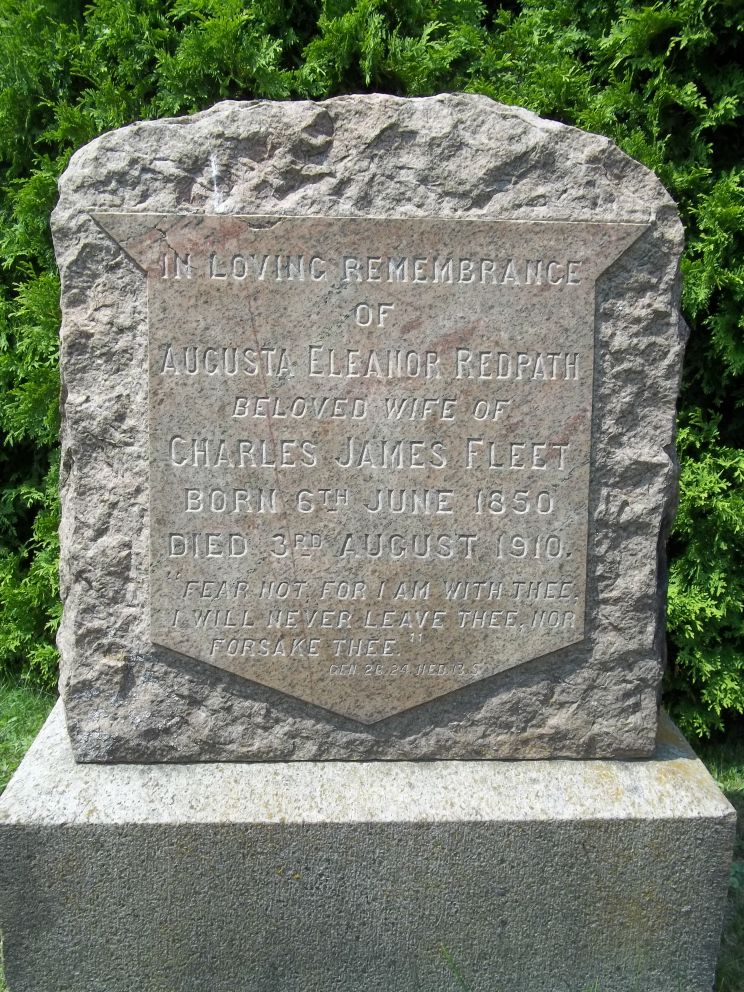 IN LOVING REMEMBRANCE
OF
AUGUSTA ELEANOR REDPATH
BELOVED WIFE OF
CHARLES JAMES FLEET
BORN 6TH JUNE 1850
DIED 3RD AUGUST 1910.
"FEAR NOT, FOR I AM WITH THEE,
I WILL NEVER LEAVE THEE, NOR
FORSAKE THEE."
GEN 26.24. HEB. 13.5.